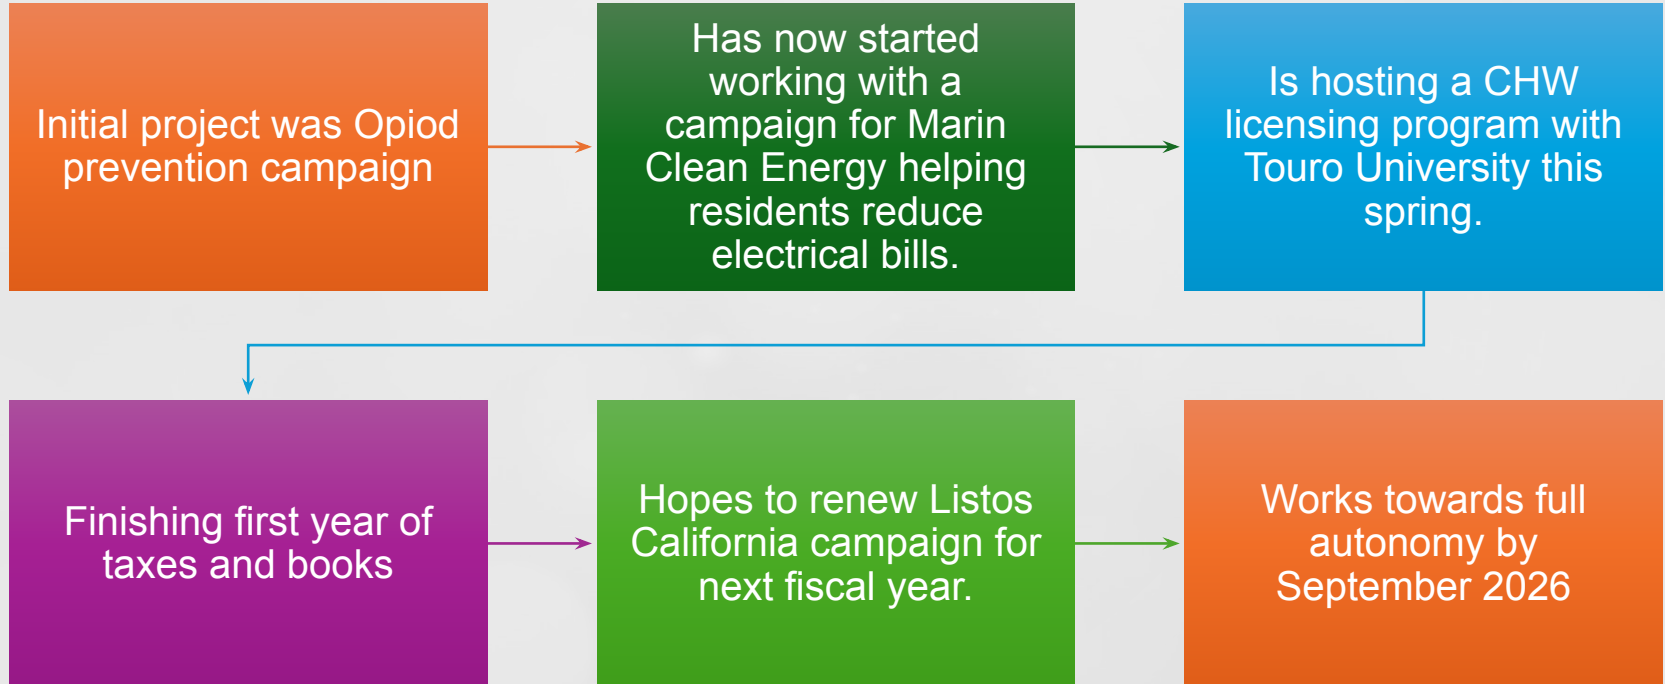 Initial project was Opiod
prevention campaign
Has now started
working with a
campaign for Marin
Clean Energy helping
residents reduce
electrical bills.
Is hosting a CHW
licensing program with
Touro University this
spring.
Finishing first year of
taxes and books
Hopes to renew Listos
California campaign for
next fiscal year.
Works towards full
autonomy by
September 2026